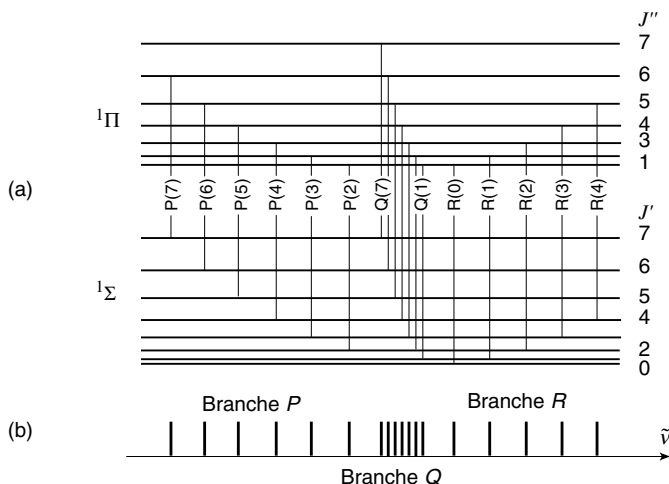 J''
7
6
¹Π
5
4
3
1
(a)
P(7) P(6) P(5) P(4) P(3) P(2) Q(7) Q(1) R(0) R(1) R(2) R(3) R(4)
J'
7
6
¹Σ
5
4
2
0
Branche P
Branche R
(b)
ṽ
Branche Q